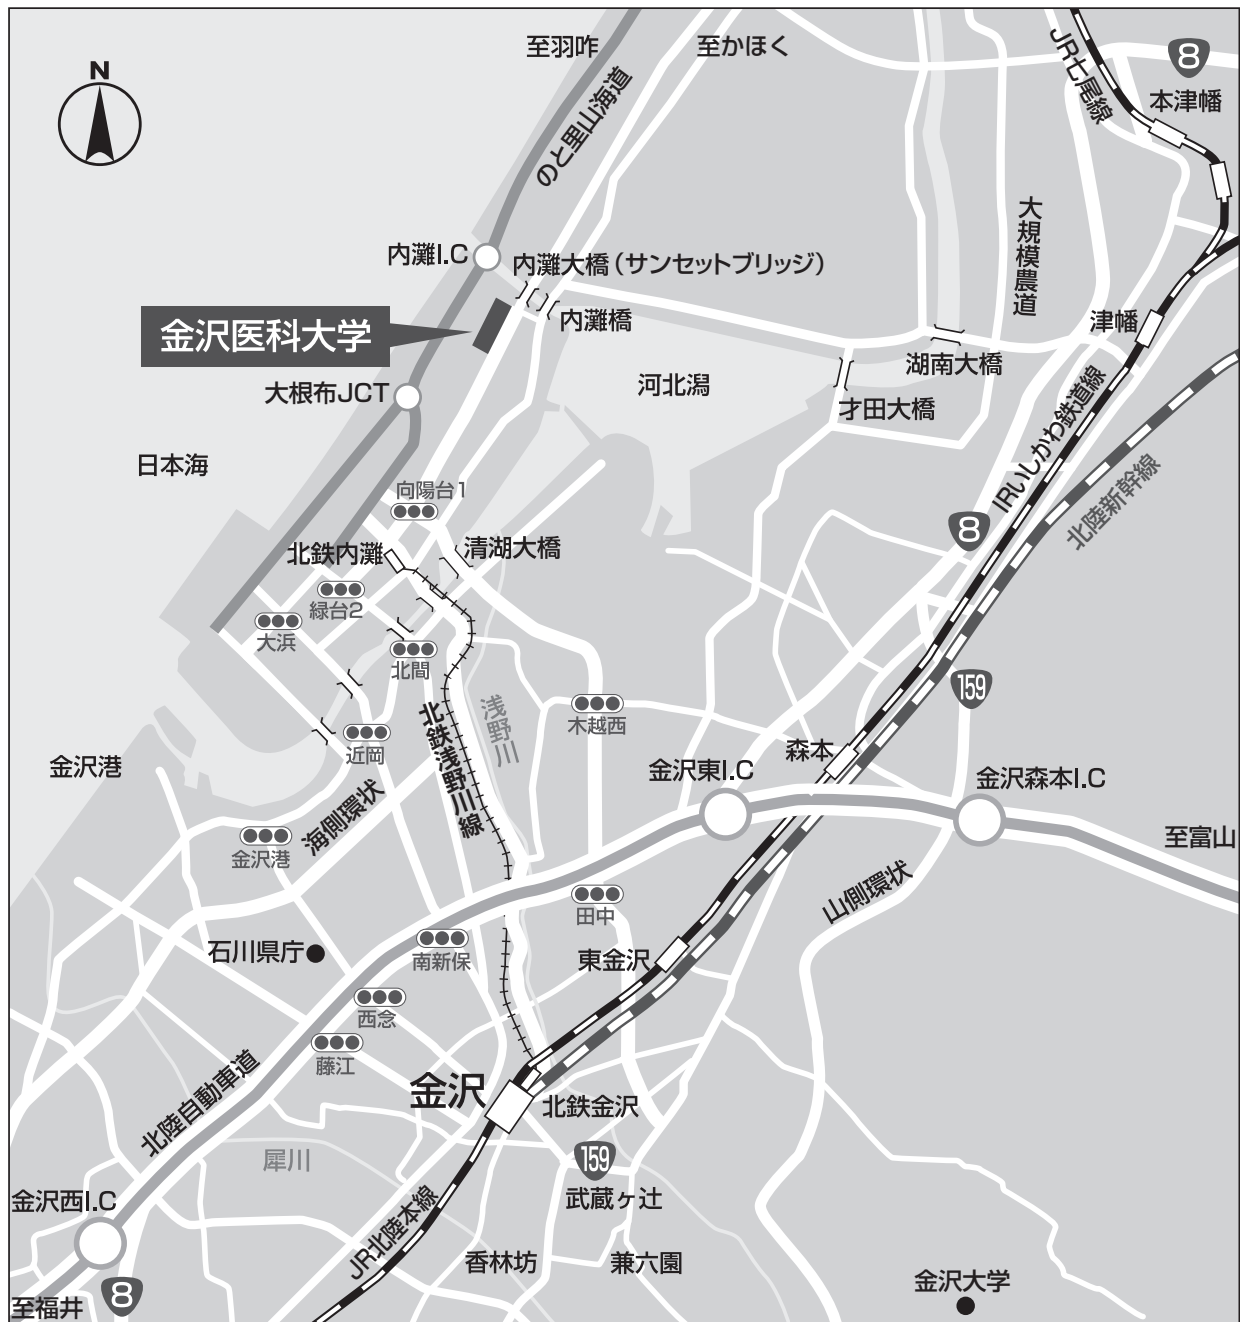 N
至羽咋
至かほく
8
本津幡
JR七尾線
のと里山海道
大規模農道
内灘I.C
内灘大橋（サンセットブリッジ）
内灘橋
金沢医科大学
津幡
湖南大橋
河北潟
才田大橋
大根布JCT
IRいしかわ鉄道線
日本海
北陸新幹線
向陽台1
8
北鉄内灘
清湖大橋
緑台2
大浜
北間
159
浅野川
木越西
北鉄浅野川線
近岡
森本
金沢港
金沢東I.C
金沢森本I.C
海側環状
金沢港
至富山
山側環状
田中
石川県庁
南新保
東金沢
西念
藤江
金沢
北鉄金沢
北陸自動車道
犀川
159
武蔵ヶ辻
金沢西I.C
JR北陸本線
香林坊
兼六園
金沢大学
8
至福井